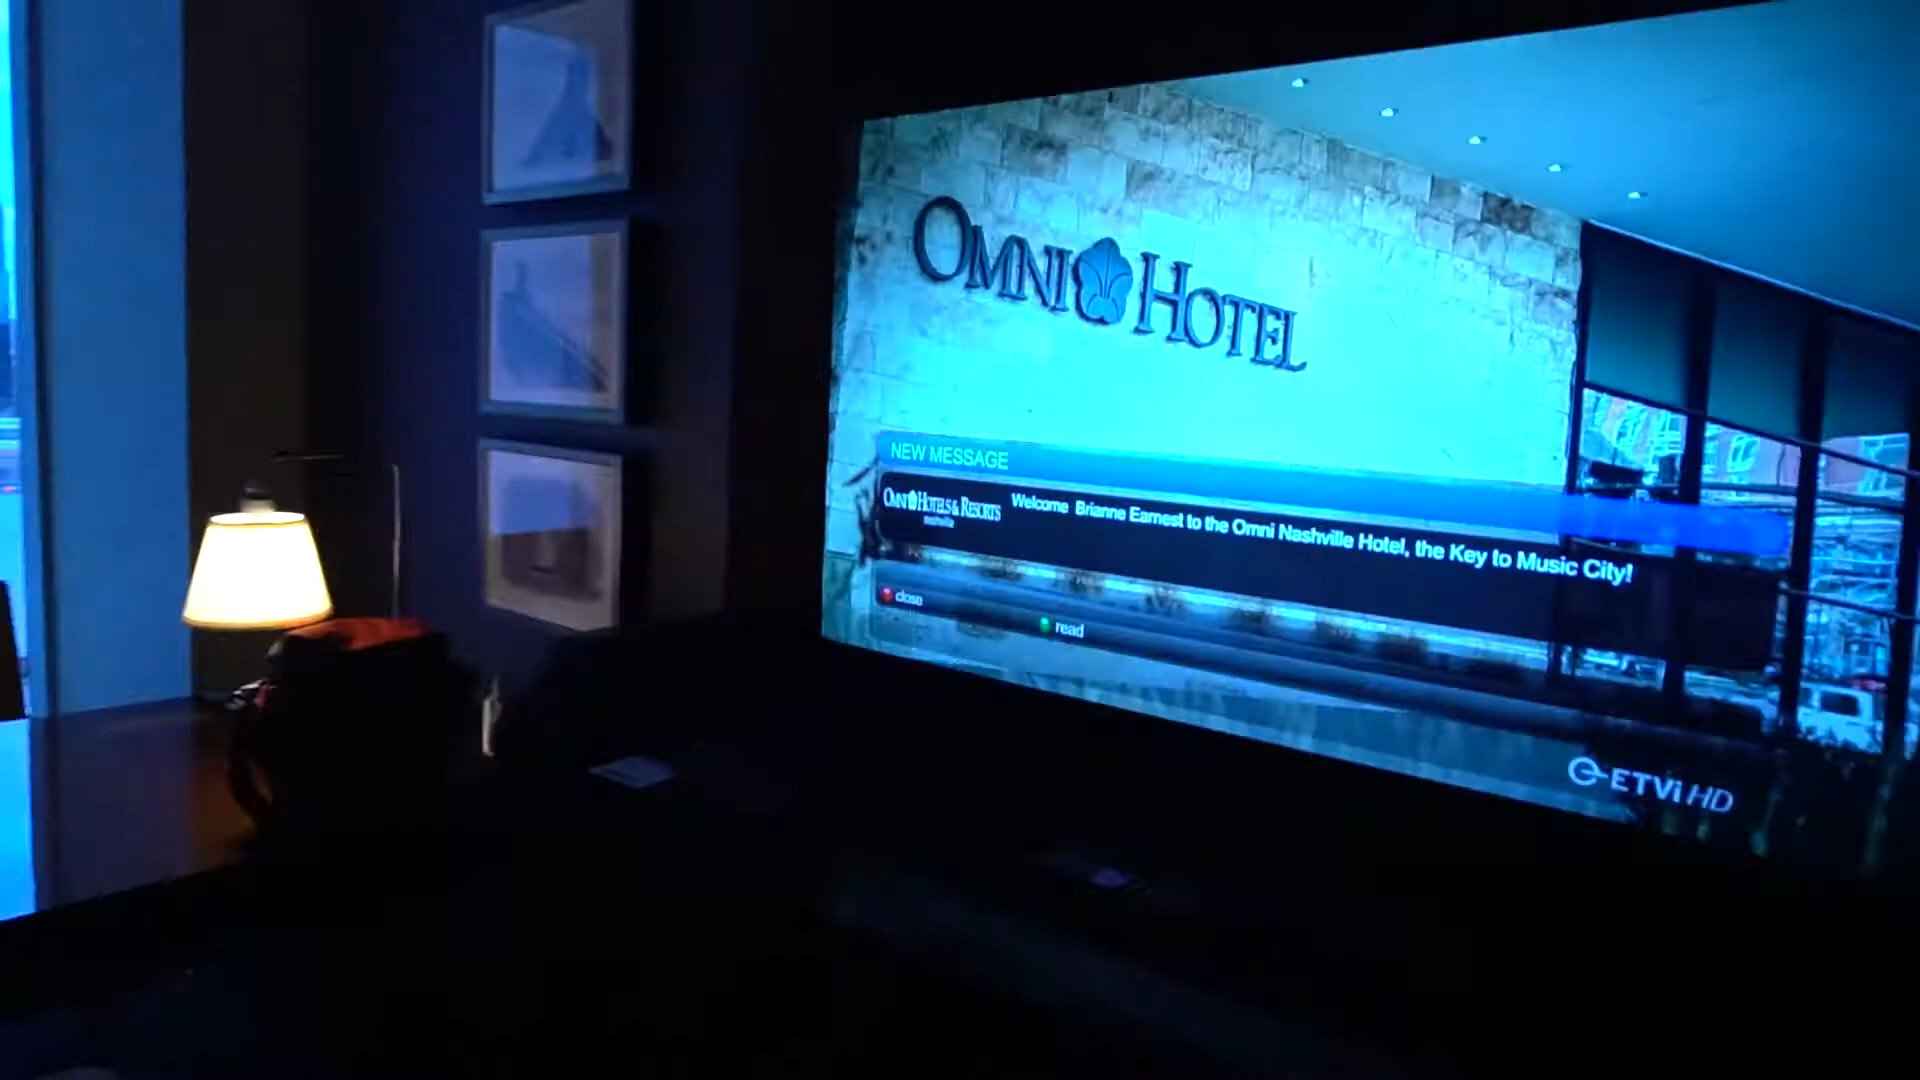 OMNI HOTEL
NEW MESSAGE
OMNI HOTELS & RESORTS
nashville
Welcome Brianne Earnest to the Omni Nashville Hotel, the Key to Music City!
close
read
ETVi HD